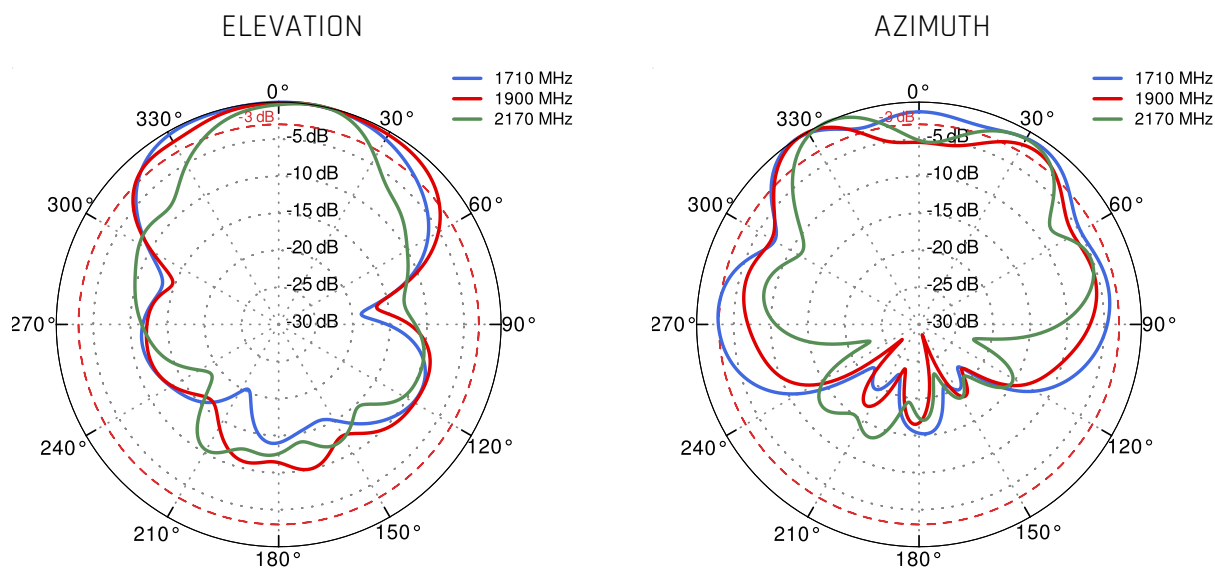 ELEVATION
1710 MHz
1900 MHz
2170 MHz
0°
30°
60°
90°
120°
150°
180°
210°
240°
270°
300°
330°
-3 dB
-5 dB
-10 dB
-15 dB
-20 dB
-25 dB
-30 dB
AZIMUTH
1710 MHz
1900 MHz
2170 MHz
0°
30°
60°
90°
120°
150°
180°
210°
240°
270°
300°
330°
-3 dB
-5 dB
-10 dB
-15 dB
-20 dB
-25 dB
-30 dB